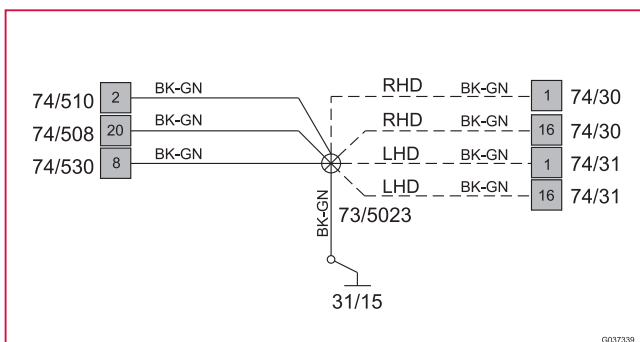 74/510 2 BK-GN RHD BK-GN 1 74/30
74/508 20 BK-GN RHD BK-GN 16 74/30
74/530 8 BK-GN LHD BK-GN 1 74/31
LHD BK-GN 16 74/31
BK-GN 73/5023
31/15
G037339